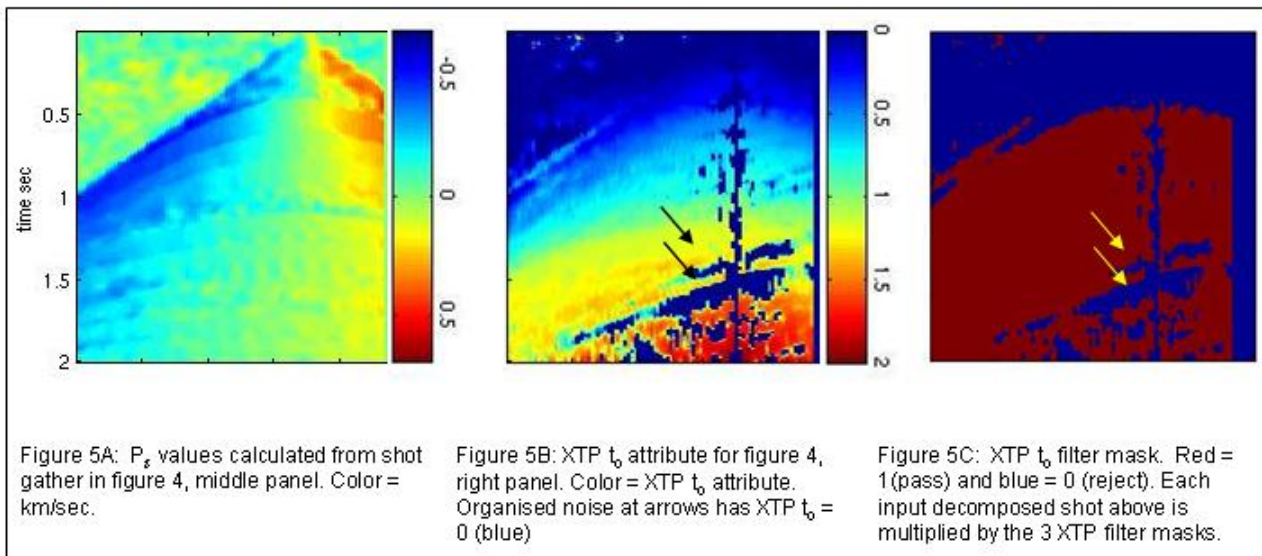 time sec
0.5
1
1.5
2
-0.5
0
0.5
0
0.5
1
1.5
2
Figure 5A: Ps values calculated from shot
gather in figure 4, middle panel. Color =
km/sec.
Figure 5B: XTP to attribute for figure 4,
right panel. Color = XTP to attribute.
Organised noise at arrows has XTP to =
0 (blue)
Figure 5C: XTP to filter mask. Red =
1(pass) and blue = 0 (reject). Each
input decomposed shot above is
multiplied by the 3 XTP filter masks.